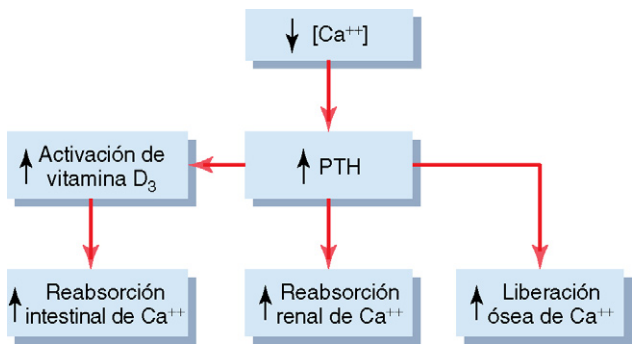 ↓ [Ca⁺⁺]
↑ Activación de
vitamina D₃
↑ PTH
↑ Reabsorción
intestinal de Ca⁺⁺
↑ Reabsorción
renal de Ca⁺⁺
↑ Liberación
ósea de Ca⁺⁺